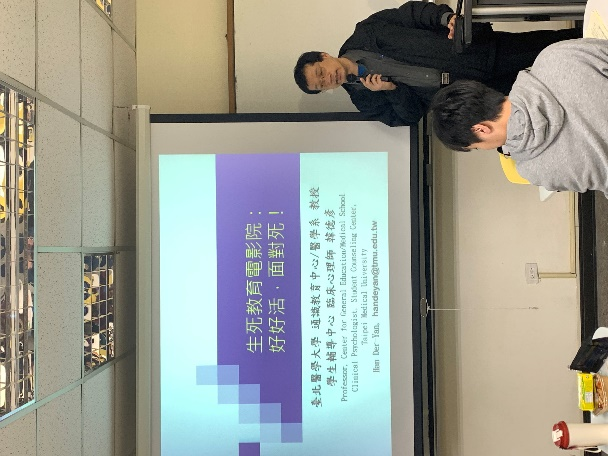 生死教育電影院：
好好活，面對死！
臺北醫學大學 通識教育中心/醫學系 教授
學生輔導中心 臨床心理師 韓德彥
Professor, Center for General Education/Medical School
Clinical Psychologist, Student Counseling Center,
Taipei Medical University
Han Der Yan, handeyan@tmu.edu.tw